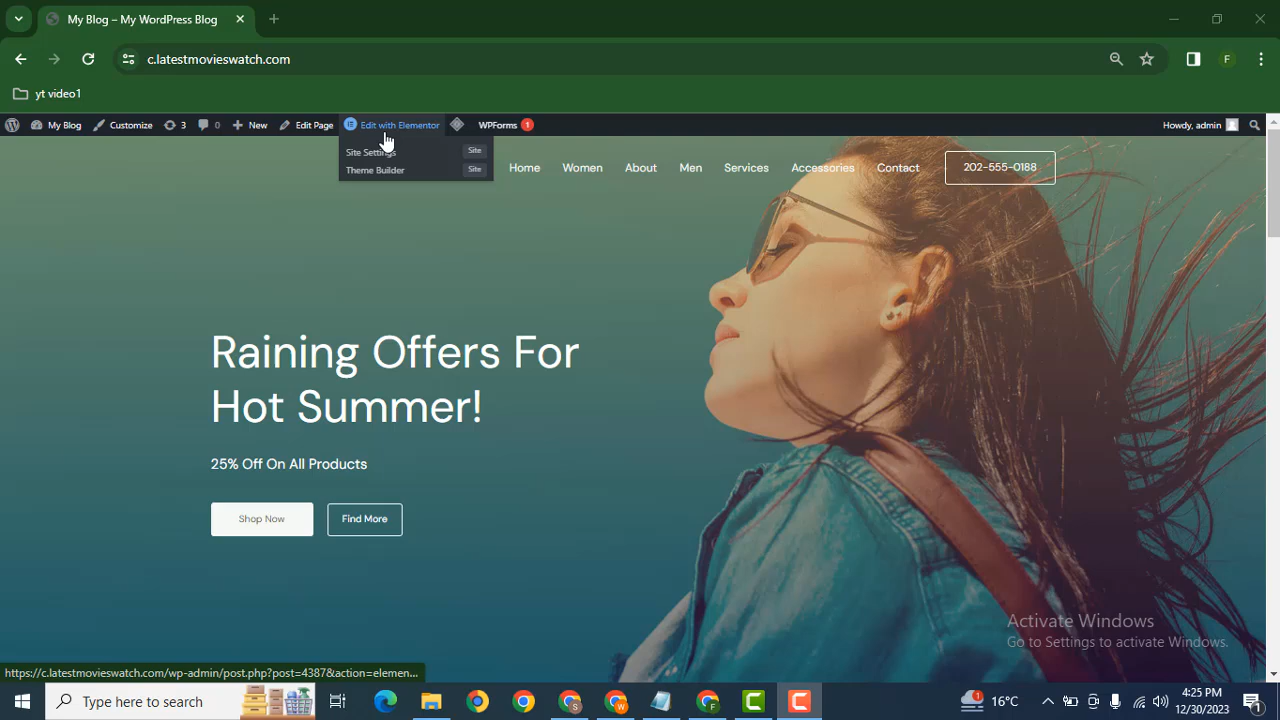 My Blog – My WordPress Blog
c.latestmovieswatch.com
yt video1
My Blog Customize 3 0 New Edit Page Edit with Elementor WPForms 1 Howdy, admin
Site Settings Site
Theme Builder Site
Home Women About Men Services Accessories Contact 202-555-0188
Raining Offers For
Hot Summer!
25% Off On All Products
Shop Now Find More
Activate Windows
Go to Settings to activate Windows.
https://c.latestmovieswatch.com/wp-admin/post.php?post=4387&action=elemen...
Type here to search
S W F
1 16°C
4:25 PM
12/30/2023
1